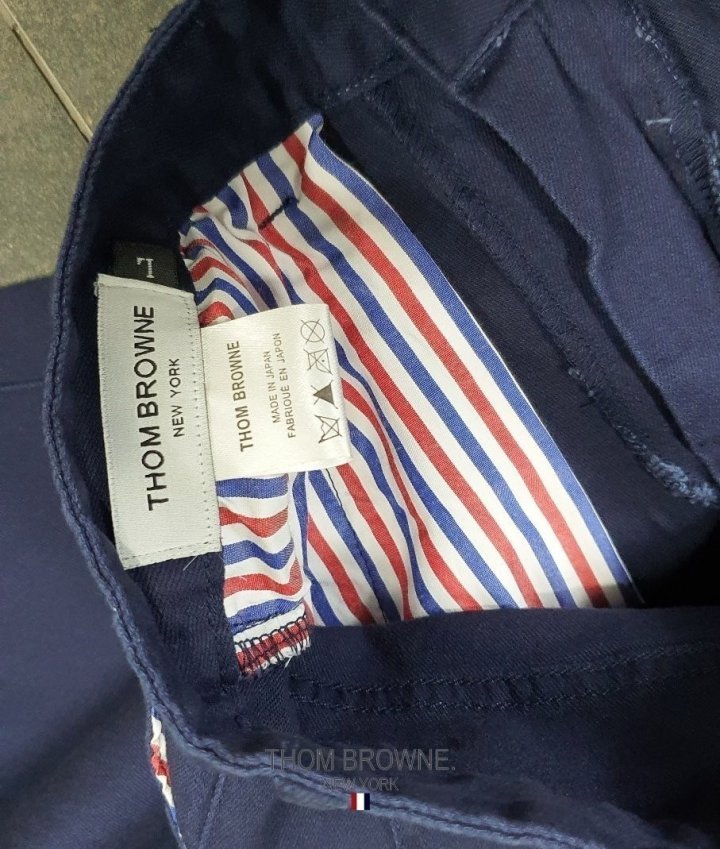 1
THOM BROWNE
NEW YORK
THOM BROWNE
MADE IN JAPAN
FABRIQUÉ EN JAPON
THOM BROWNE.
NEW YORK